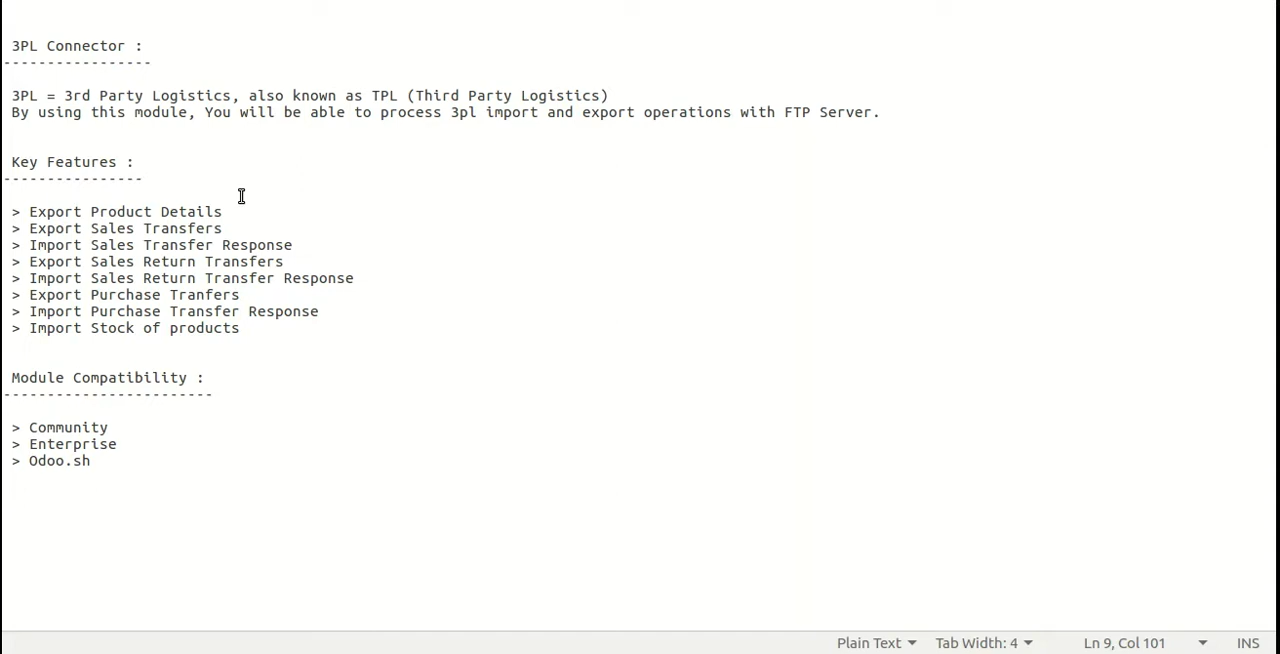 3PL Connector :
-----------------
3PL = 3rd Party Logistics, also known as TPL (Third Party Logistics)
By using this module, You will be able to process 3pl import and export operations with FTP Server.
Key Features :
----------------
> Export Product Details
> Export Sales Transfers
> Import Sales Transfer Response
> Export Sales Return Transfers
> Import Sales Return Transfer Response
> Export Purchase Tranfers
> Import Purchase Transfer Response
> Import Stock of products
Module Compatibility :
------------------------
> Community
> Enterprise
> Odoo.sh
Plain Text Tab Width: 4 Ln 9, Col 101 INS